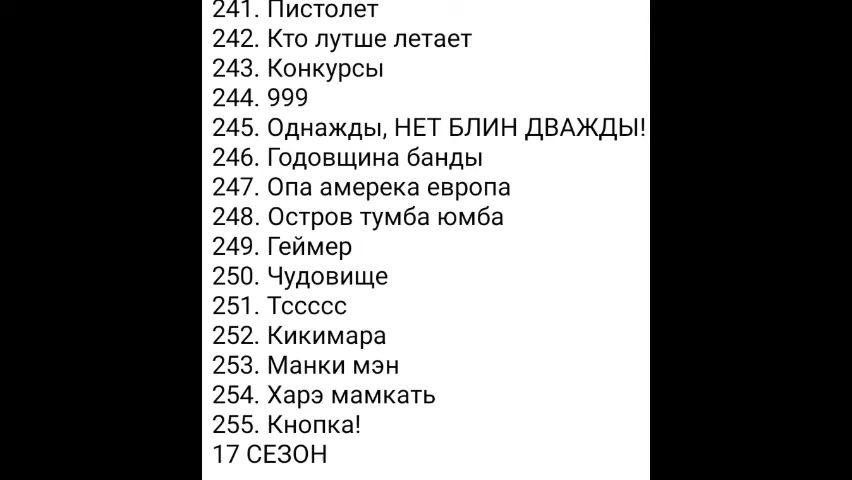 241. Пистолет
242. Кто лутше летает
243. Конкурсы
244. 999
245. Однажды, НЕТ БЛИН ДВАЖДЫ!
246. Годовщина банды
247. Опа амерека европа
248. Остров тумба юмба
249. Геймер
250. Чудовище
251. Тссссс
252. Кикимара
253. Манки мэн
254. Харэ мамкать
255. Кнопка!
17 СЕЗОН